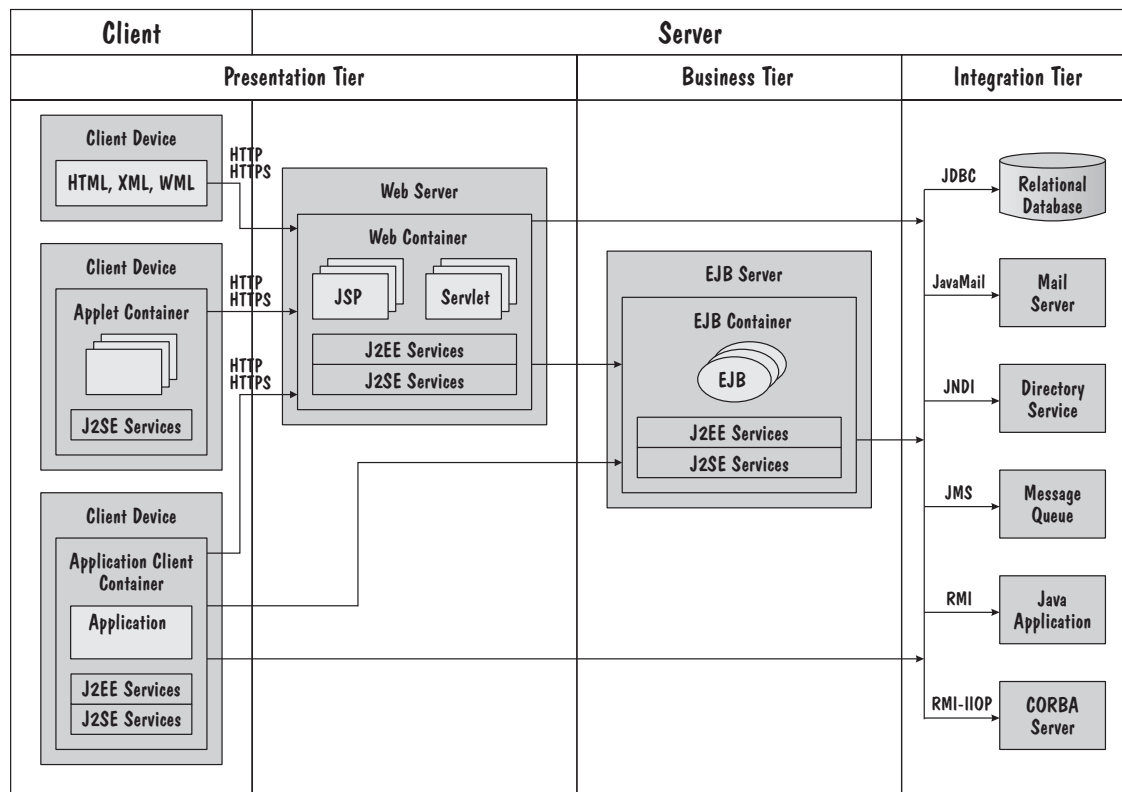 Client
Server
Presentation Tier
Business Tier
Integration Tier
Client Device
HTML, XML, WML
HTTP
HTTPS
Client Device
Applet Container
J2SE Services
HTTP
HTTPS
Client Device
Application Client
Container
Application
J2EE Services
J2SE Services
HTTP
HTTPS
Web Server
Web Container
JSP
Servlet
J2EE Services
J2SE Services
EJB Server
EJB Container
EJB
J2EE Services
J2SE Services
JDBC
Relational
Database
JavaMail
Mail
Server
JNDI
Directory
Service
JMS
Message
Queue
RMI
Java
Application
RMI-IIOP
CORBA
Server